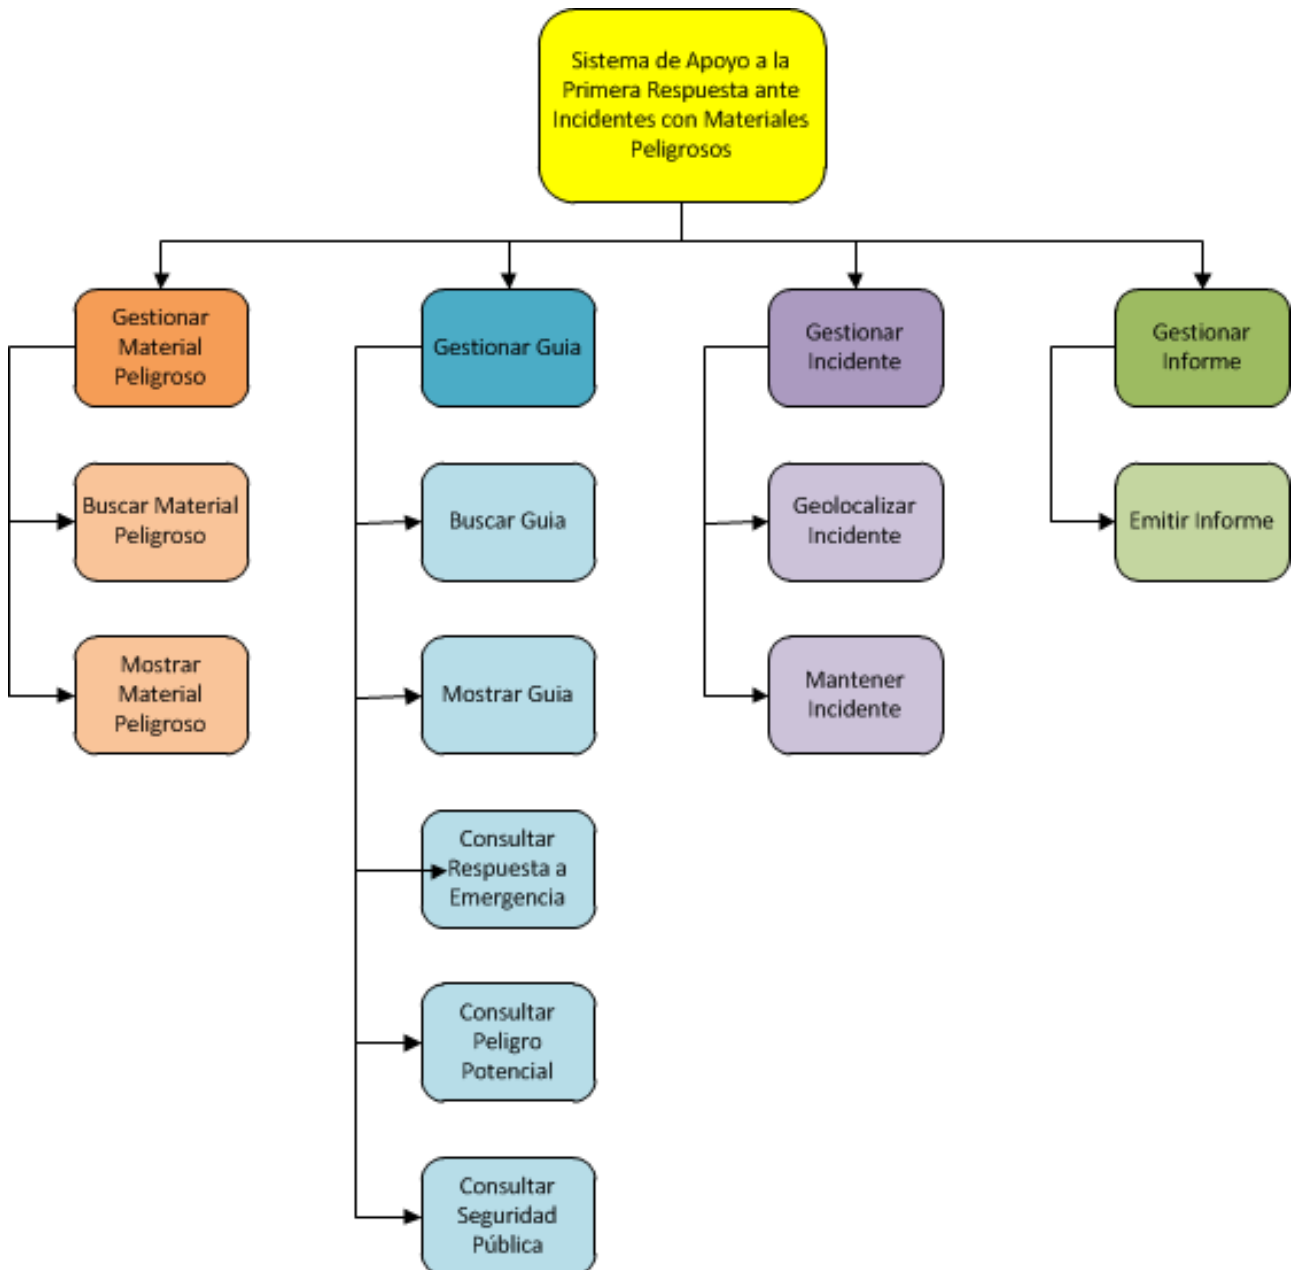 Sistema de Apoyo a la
Primera Respuesta ante
Incidentes con Materiales
Peligrosos
Gestionar
Material
Peligroso
Gestionar Guia
Gestionar
Incidente
Gestionar
Informe
Buscar Material
Peligroso
Buscar Guia
Geolocalizar
Incidente
Emitir Informe
Mostrar
Material
Peligroso
Mostrar Guia
Mantener
Incidente
Consultar
Respuesta a
Emergencia
Consultar
Peligro
Potencial
Consultar
Seguridad
Pública